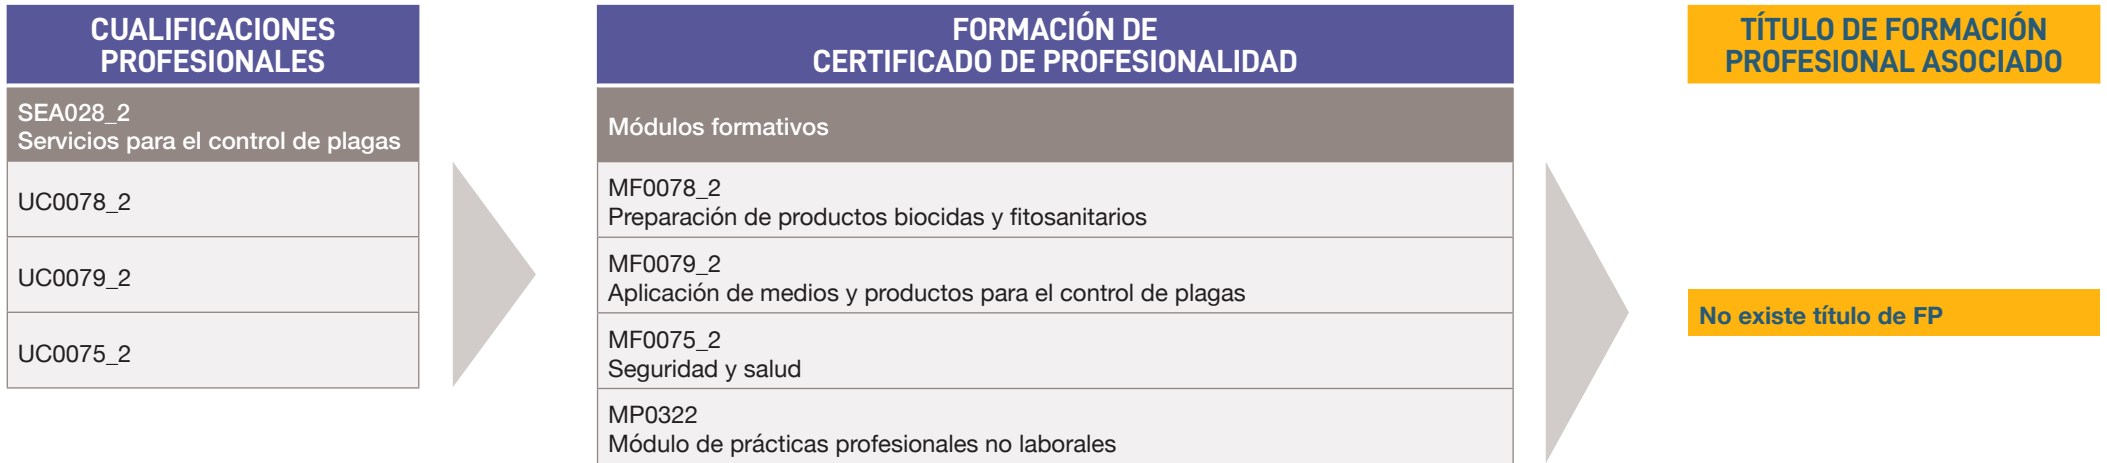 CUALIFICACIONES
PROFESIONALES
SEA028_2
Servicios para el control de plagas
UC0078_2
UC0079_2
UC0075_2
FORMACIÓN DE
CERTIFICADO DE PROFESIONALIDAD
Módulos formativos
MF0078_2
Preparación de productos biocidas y fitosanitarios
MF0079_2
Aplicación de medios y productos para el control de plagas
MF0075_2
Seguridad y salud
MP0322
Módulo de prácticas profesionales no laborales
TÍTULO DE FORMACIÓN
PROFESIONAL ASOCIADO
No existe título de FP